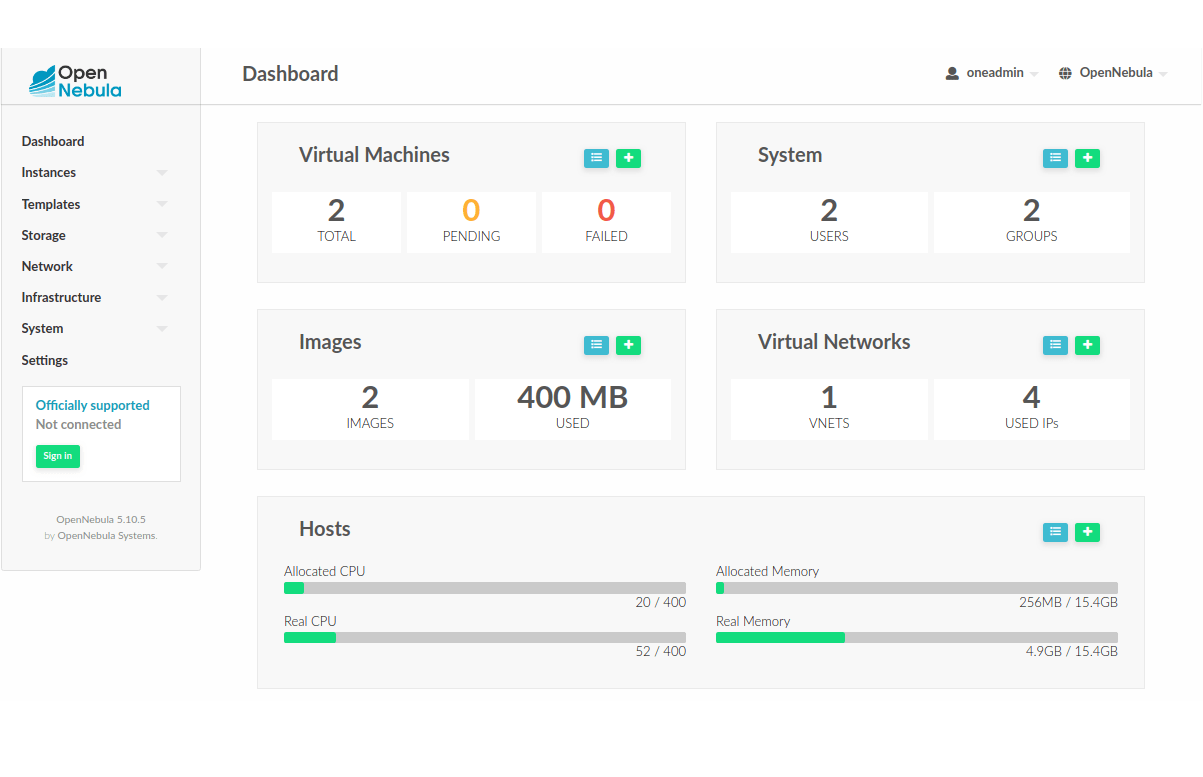 Open
Nebula
Dashboard
oneadmin
OpenNebula
Dashboard
Instances
Templates
Storage
Network
Infrastructure
System
Settings
Officially supported
Not connected
Sign in
OpenNebula 5.10.5
by OpenNebula Systems.
Virtual Machines
2
TOTAL
0
PENDING
0
FAILED
System
2
USERS
2
GROUPS
Images
2
IMAGES
400 MB
USED
Virtual Networks
1
VNETS
4
USED IPs
Hosts
Allocated CPU
20 / 400
Real CPU
52 / 400
Allocated Memory
256MB / 15.4GB
Real Memory
4.9GB / 15.4GB